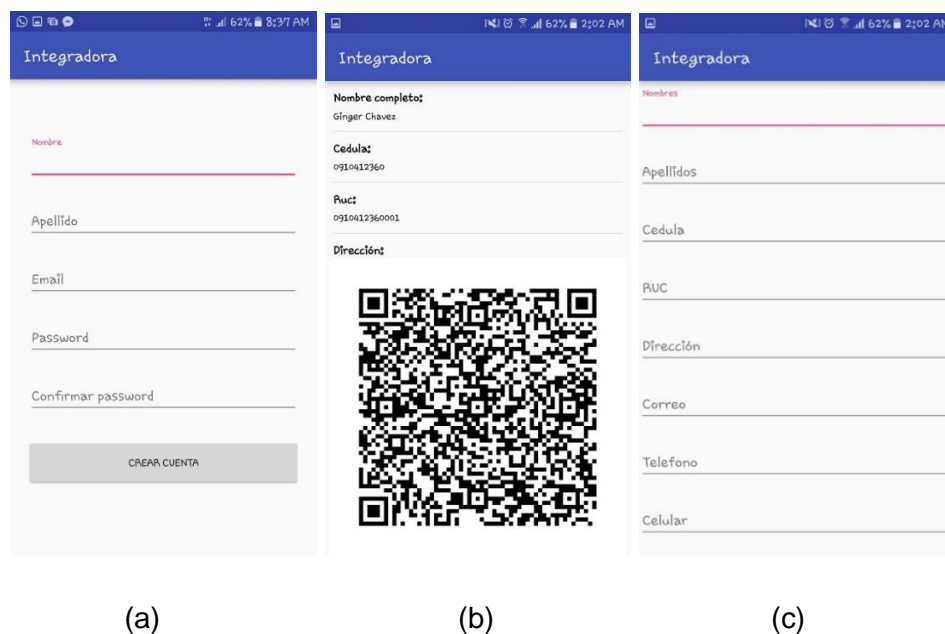 62% 8:37 AM
Integradora
Nombre
Apellido
Email
Password
Confirmar password
CREAR CUENTA
62% 2:02 AM
Integradora
Nombre completo:
Ginger Chavez
Cedula:
0910412360
Ruc:
0910412360001
Dirección:
62% 2:02 AM
Integradora
Nombres
Apellidos
Cedula
RUC
Dirección
Correo
Telefono
Celular
(a) (b) (c)